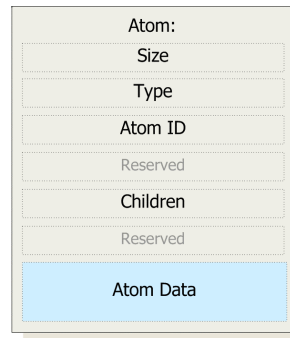 Atom:
Size
Type
Atom ID
Reserved
Children
Reserved
Atom Data